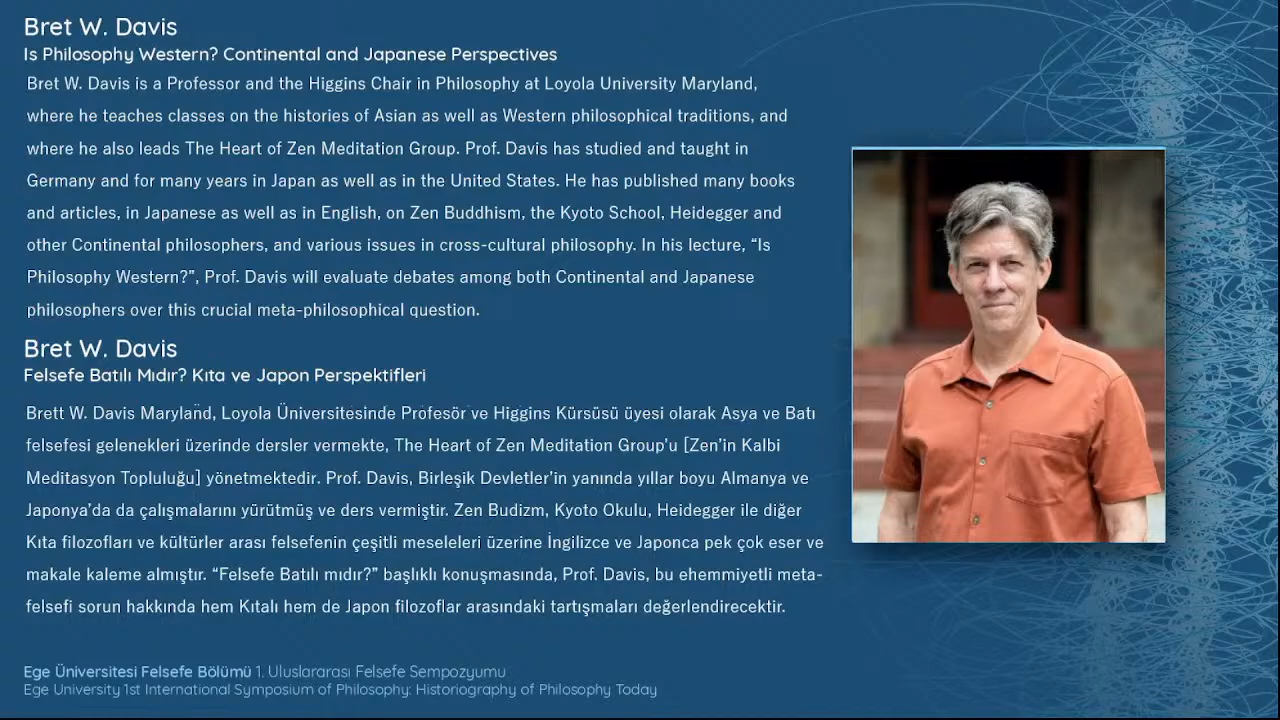 Bret W. Davis
Is Philosophy Western? Continental and Japanese Perspectives
Bret W. Davis is a Professor and the Higgins Chair in Philosophy at Loyola University Maryland,
where he teaches classes on the histories of Asian as well as Western philosophical traditions, and
where he also leads The Heart of Zen Meditation Group. Prof. Davis has studied and taught in
Germany and for many years in Japan as well as in the United States. He has published many books
and articles, in Japanese as well as in English, on Zen Buddhism, the Kyoto School, Heidegger and
other Continental philosophers, and various issues in cross-cultural philosophy. In his lecture, “Is
Philosophy Western?”, Prof. Davis will evaluate debates among both Continental and Japanese
philosophers over this crucial meta-philosophical question.
Bret W. Davis
Felsefe Batılı Mıdır? Kıta ve Japon Perspektifleri
Brett W. Davis Maryland, Loyola Üniversitesinde Profesör ve Higgins Kürsüsü üyesi olarak Asya ve Batı
felsefesi gelenekleri üzerinde dersler vermekte, The Heart of Zen Meditation Group’u [Zen’in Kalbi
Meditasyon Topluluğu] yönetmektedir. Prof. Davis, Birleşik Devletler’in yanında yıllar boyu Almanya ve
Japonya’da da çalışmalarını yürütmüş ve ders vermiştir. Zen Budizm, Kyoto Okulu, Heidegger ile diğer
Kıta filozofları ve kültürler arası felsefenin çeşitli meseleleri üzerine İngilizce ve Japonca pek çok eser ve
makale kaleme almıştır. “Felsefe Batılı mıdır?” başlıklı konuşmasında, Prof. Davis, bu ehemmiyetli meta-
felsefi sorun hakkında hem Kıtalı hem de Japon filozoflar arasındaki tartışmaları değerlendirecektir.
Ege Üniversitesi Felsefe Bölümü 1. Uluslararası Felsefe Sempozyumu
Ege University 1st International Symposium of Philosophy: Historiography of Philosophy Today